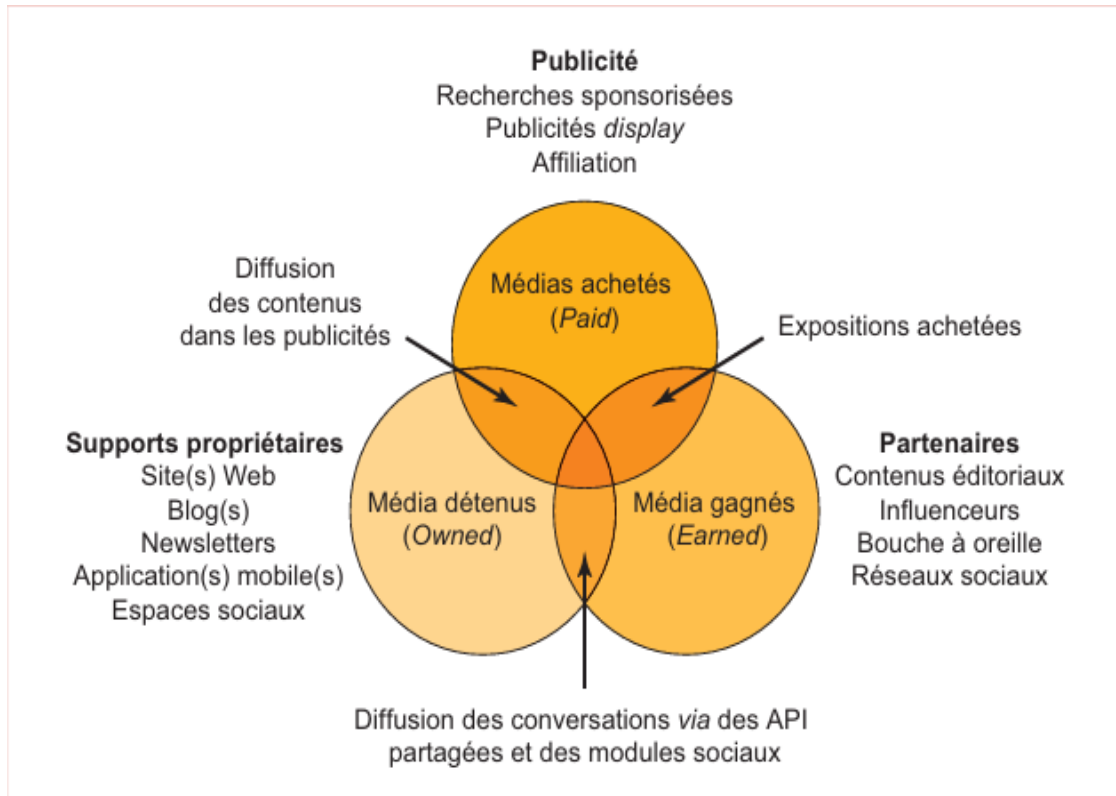 Publicité
Recherches sponsorisées
Publicités display
Affiliation
Diffusion
des contenus
dans les publicités
Médias achetés
(Paid)
Expositions achetées
Supports propriétaires
Site(s) Web
Blog(s)
Newsletters
Application(s) mobile(s)
Espaces sociaux
Média détenus
(Owned)
Média gagnés
(Earned)
Partenaires
Contenus éditoriaux
Influenceurs
Bouche à oreille
Réseaux sociaux
Diffusion des conversations via des API
partagées et des modules sociaux